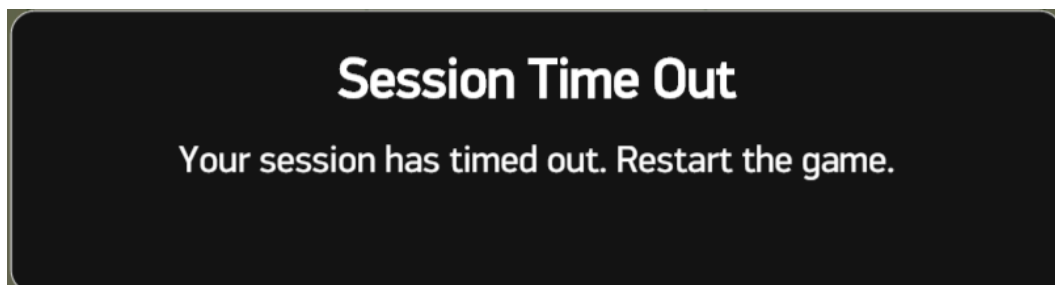 Session Time Out
Your session has timed out. Restart the game.